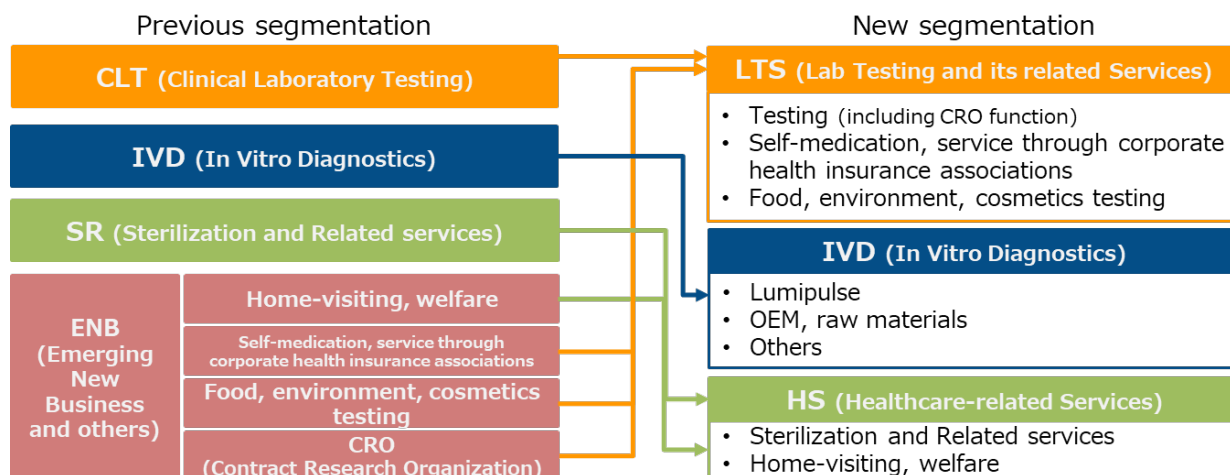 Previous segmentation
CLT (Clinical Laboratory Testing)
IVD (In Vitro Diagnostics)
SR (Sterilization and Related services)
ENB
(Emerging
New
Business
and others)
Home-visiting, welfare
Self-medication, service through
corporate health insurance associations
Food, environment, cosmetics
testing
CRO
(Contract Research Organization)
New segmentation
LTS (Lab Testing and its related Services)
• Testing (including CRO function)
• Self-medication, service through corporate
health insurance associations
• Food, environment, cosmetics testing
IVD (In Vitro Diagnostics)
• Lumipulse
• OEM, raw materials
• Others
HS (Healthcare-related Services)
• Sterilization and Related services
• Home-visiting, welfare